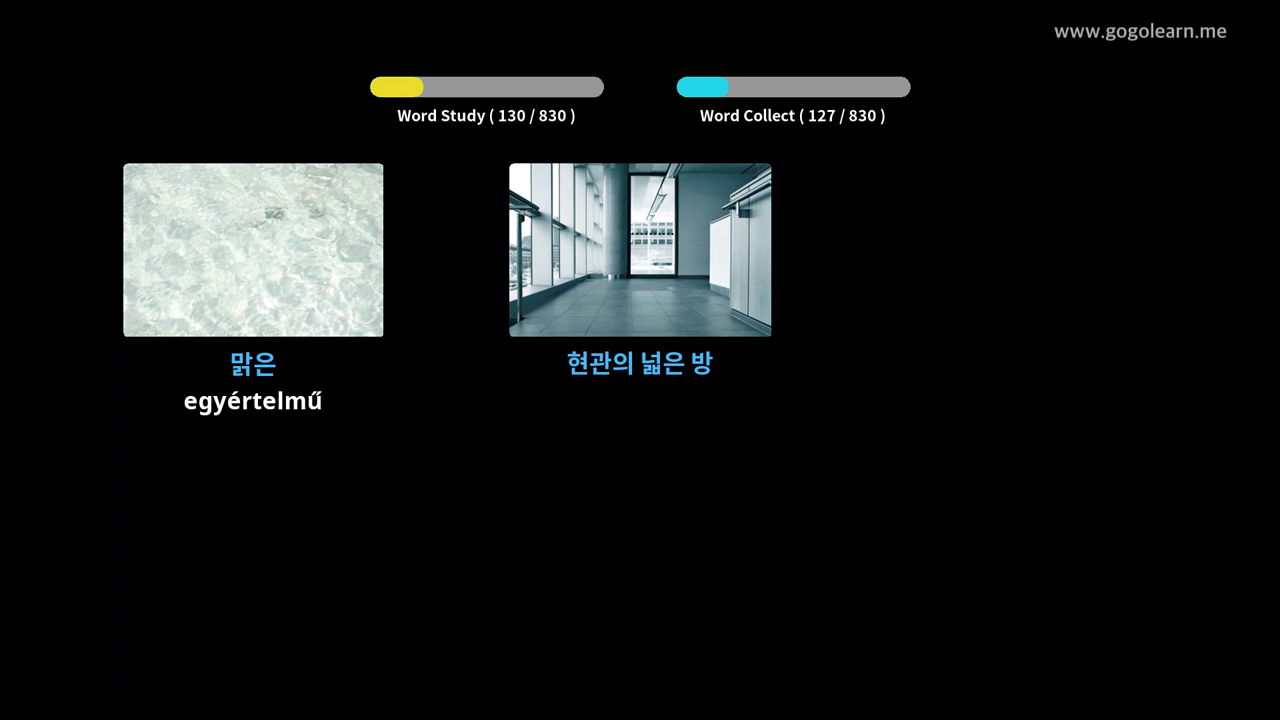 www.gogolearn.me
Word Study ( 130 / 830 )
Word Collect ( 127 / 830 )
맑은
현관의 넓은 방
egyértelmű